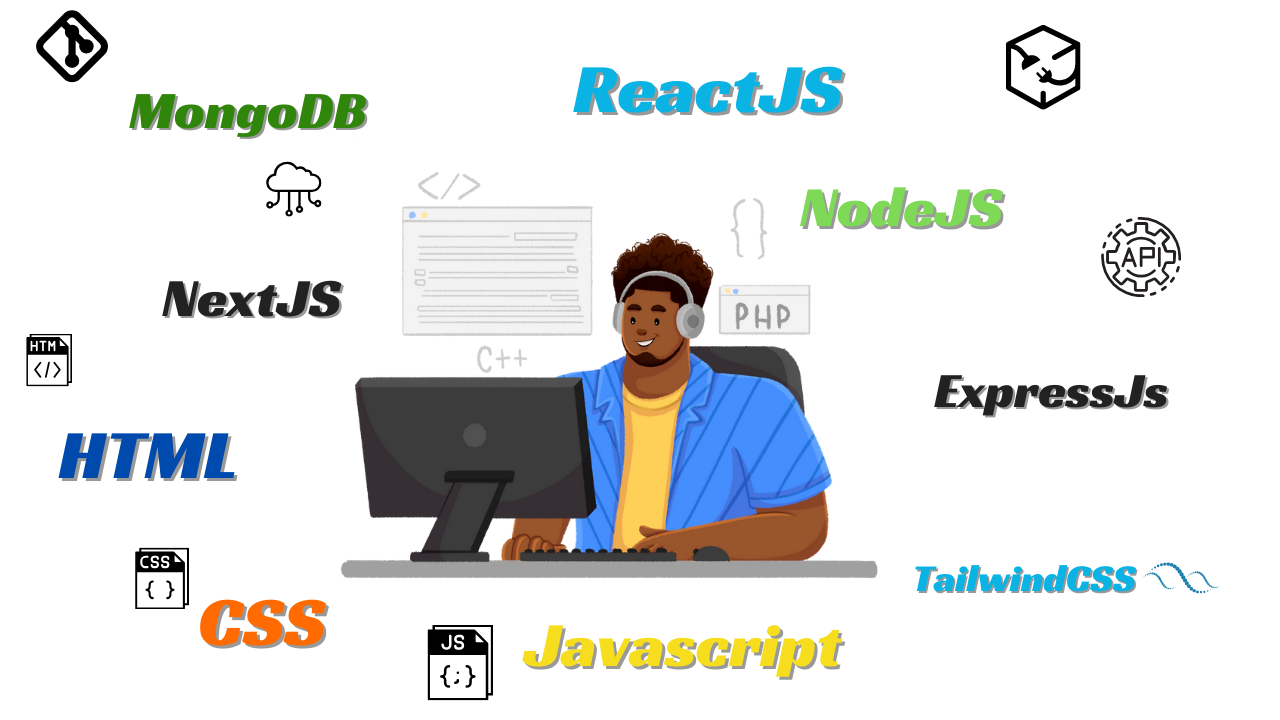 ReactJS
MongoDB
</>
{ }
NodeJS
API
NextJS
PHP
HTM
</>
C++
ExpressJs
HTML
CSS
{ }
TailwindCSS
CSS
JS
{;}
Javascript